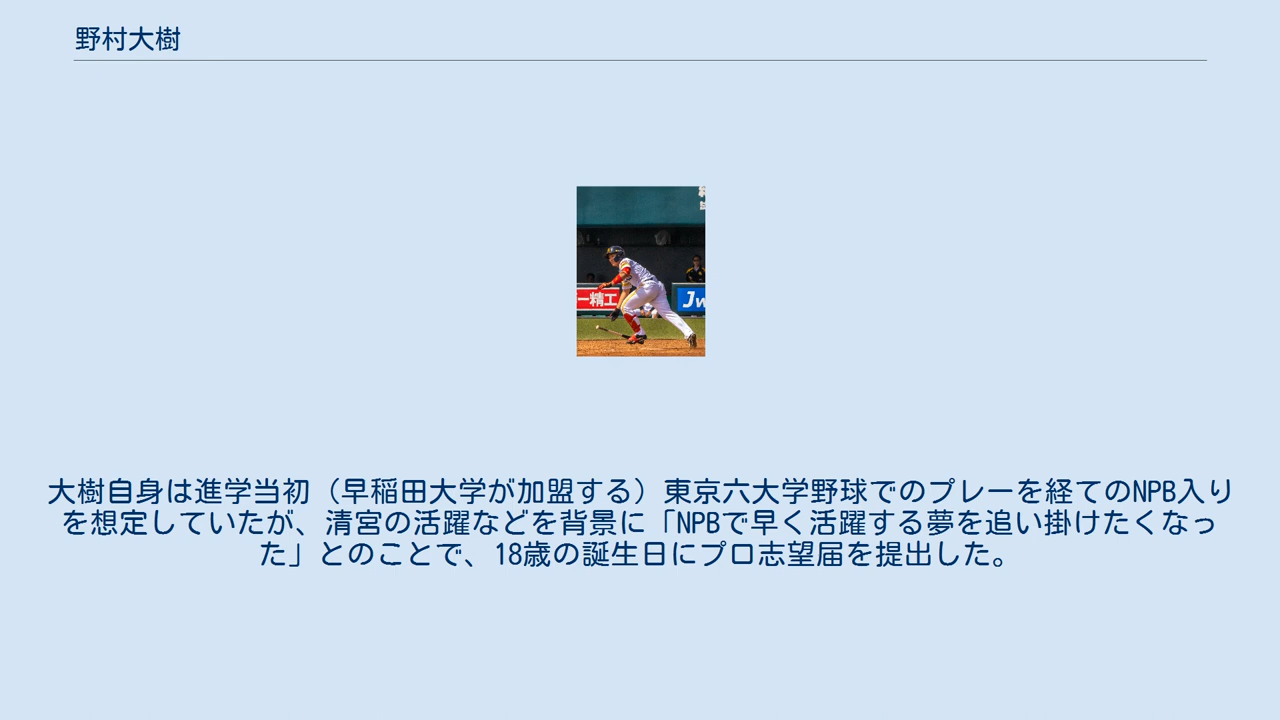 野村大樹
一精工
Jw
大樹自身は進学当初（早稲田大学が加盟する）東京六大学野球でのプレーを経てのNPB入り
を想定していたが、清宮の活躍などを背景に「NPBで早く活躍する夢を追い掛けたくなっ
た」とのことで、18歳の誕生日にプロ志望届を提出した。